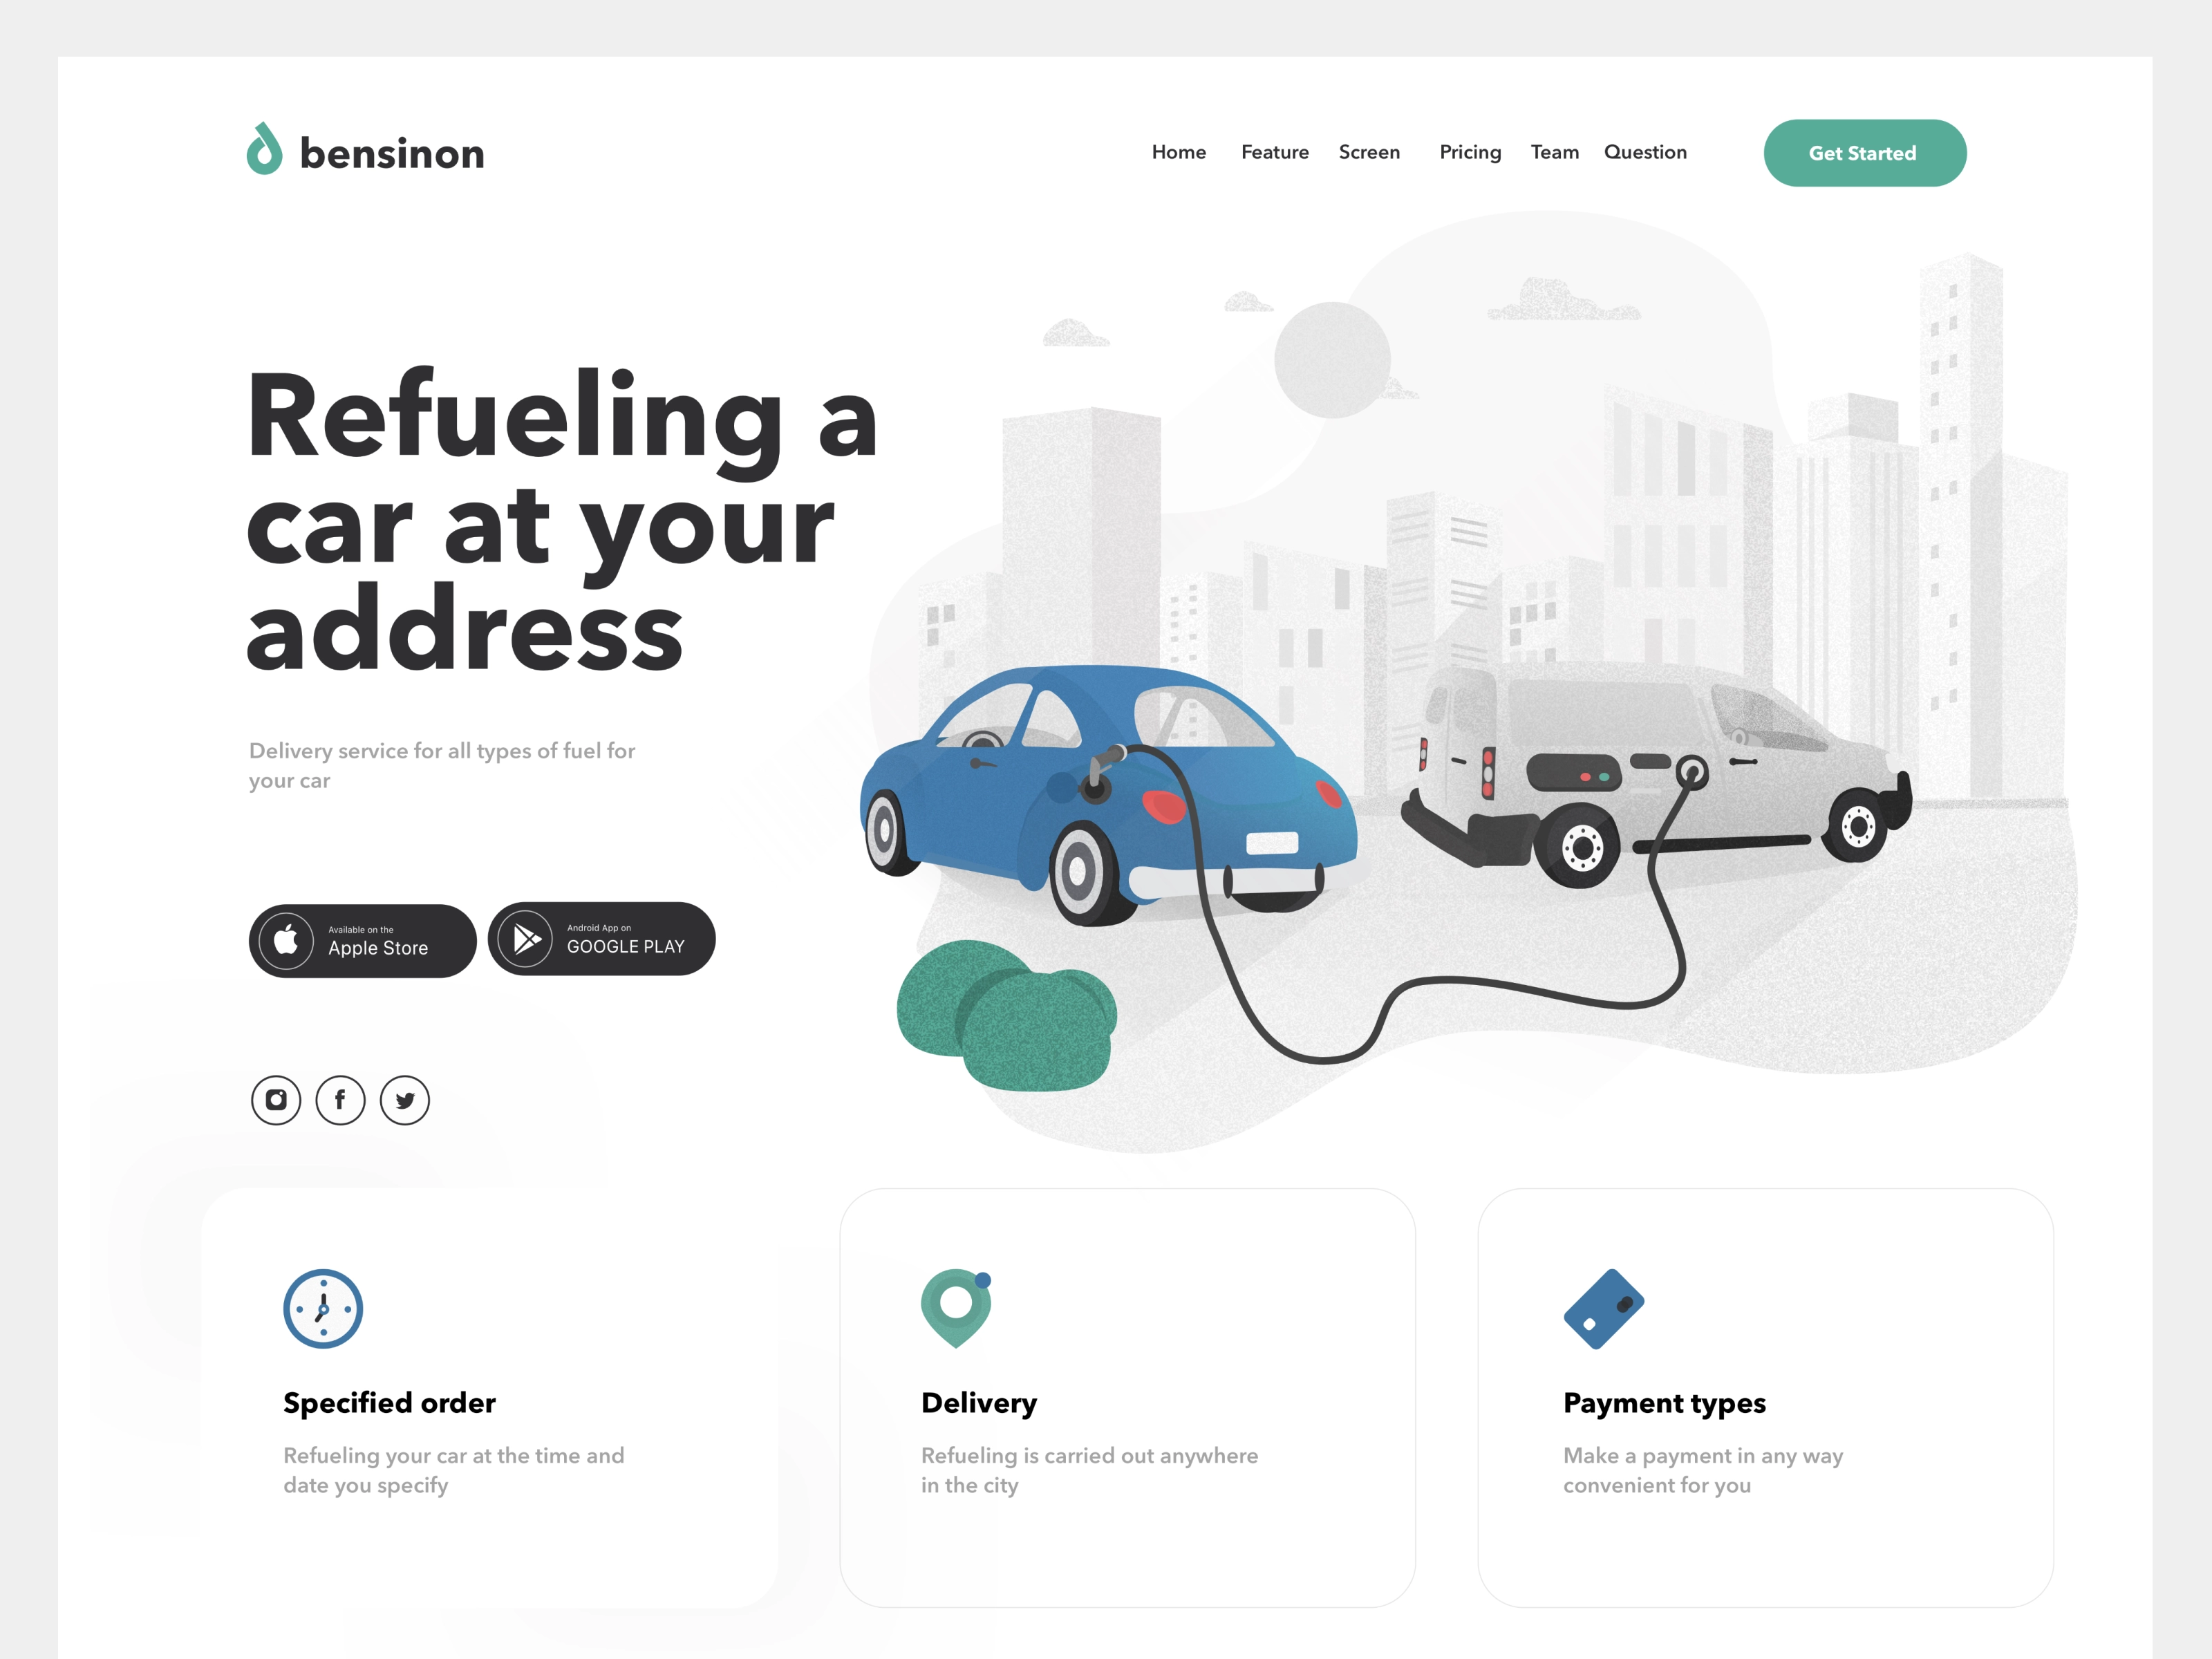 bensinon
Home Feature Screen Pricing Team Question Get Started
Refueling a
car at your
address
Delivery service for all types of fuel for
your car
Available on the
Apple Store
Android App on
GOOGLE PLAY
Specified order
Refueling your car at the time and
date you specify
Delivery
Refueling is carried out anywhere
in the city
Payment types
Make a payment in any way
convenient for you